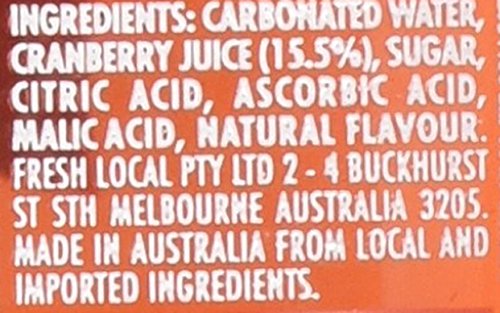 INGREDIENTS: CARBONATED WATER,
CRANBERRY JUICE (15.5%), SUGAR,
CITRIC ACID, ASCORBIC ACID,
MALIC ACID, NATURAL FLAVOUR.
FRESH LOCAL PTY LTD 2 - 4 BUCKHURST
ST STH MELBOURNE AUSTRALIA 3205.
MADE IN AUSTRALIA FROM LOCAL AND
IMPORTED INGREDIENTS.